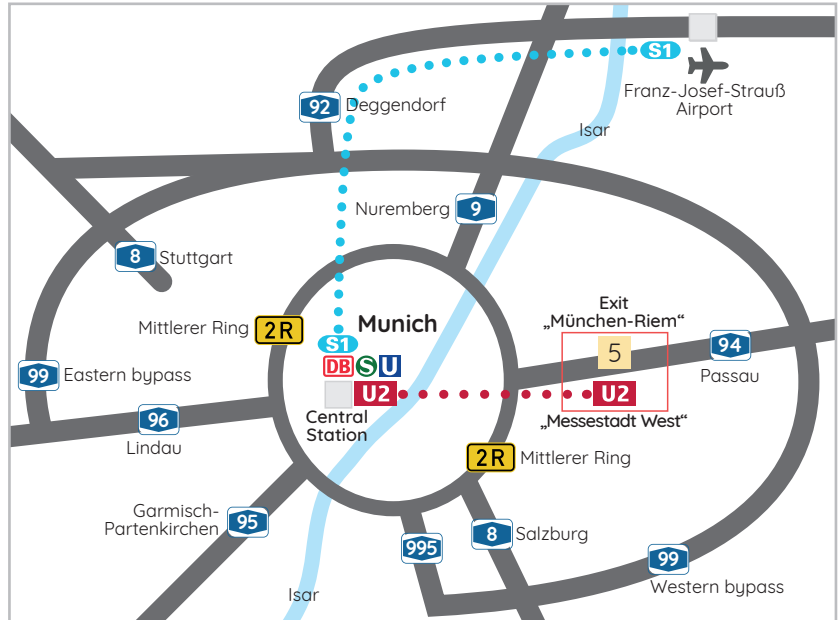 S1
Franz-Josef-Strauß
Airport
92
Deggendorf
Isar
Nuremberg
9
8
Stuttgart
Exit
„München-Riem“
Mittlerer Ring
2R
Munich
S1
5
94
Passau
DB S U
99
Eastern bypass
U2
U2
Central
Station
„Messestadt West“
96
Lindau
2R
Mittlerer Ring
Garmisch-
Partenkirchen
95
995
8
Salzburg
99
Western bypass
Isar